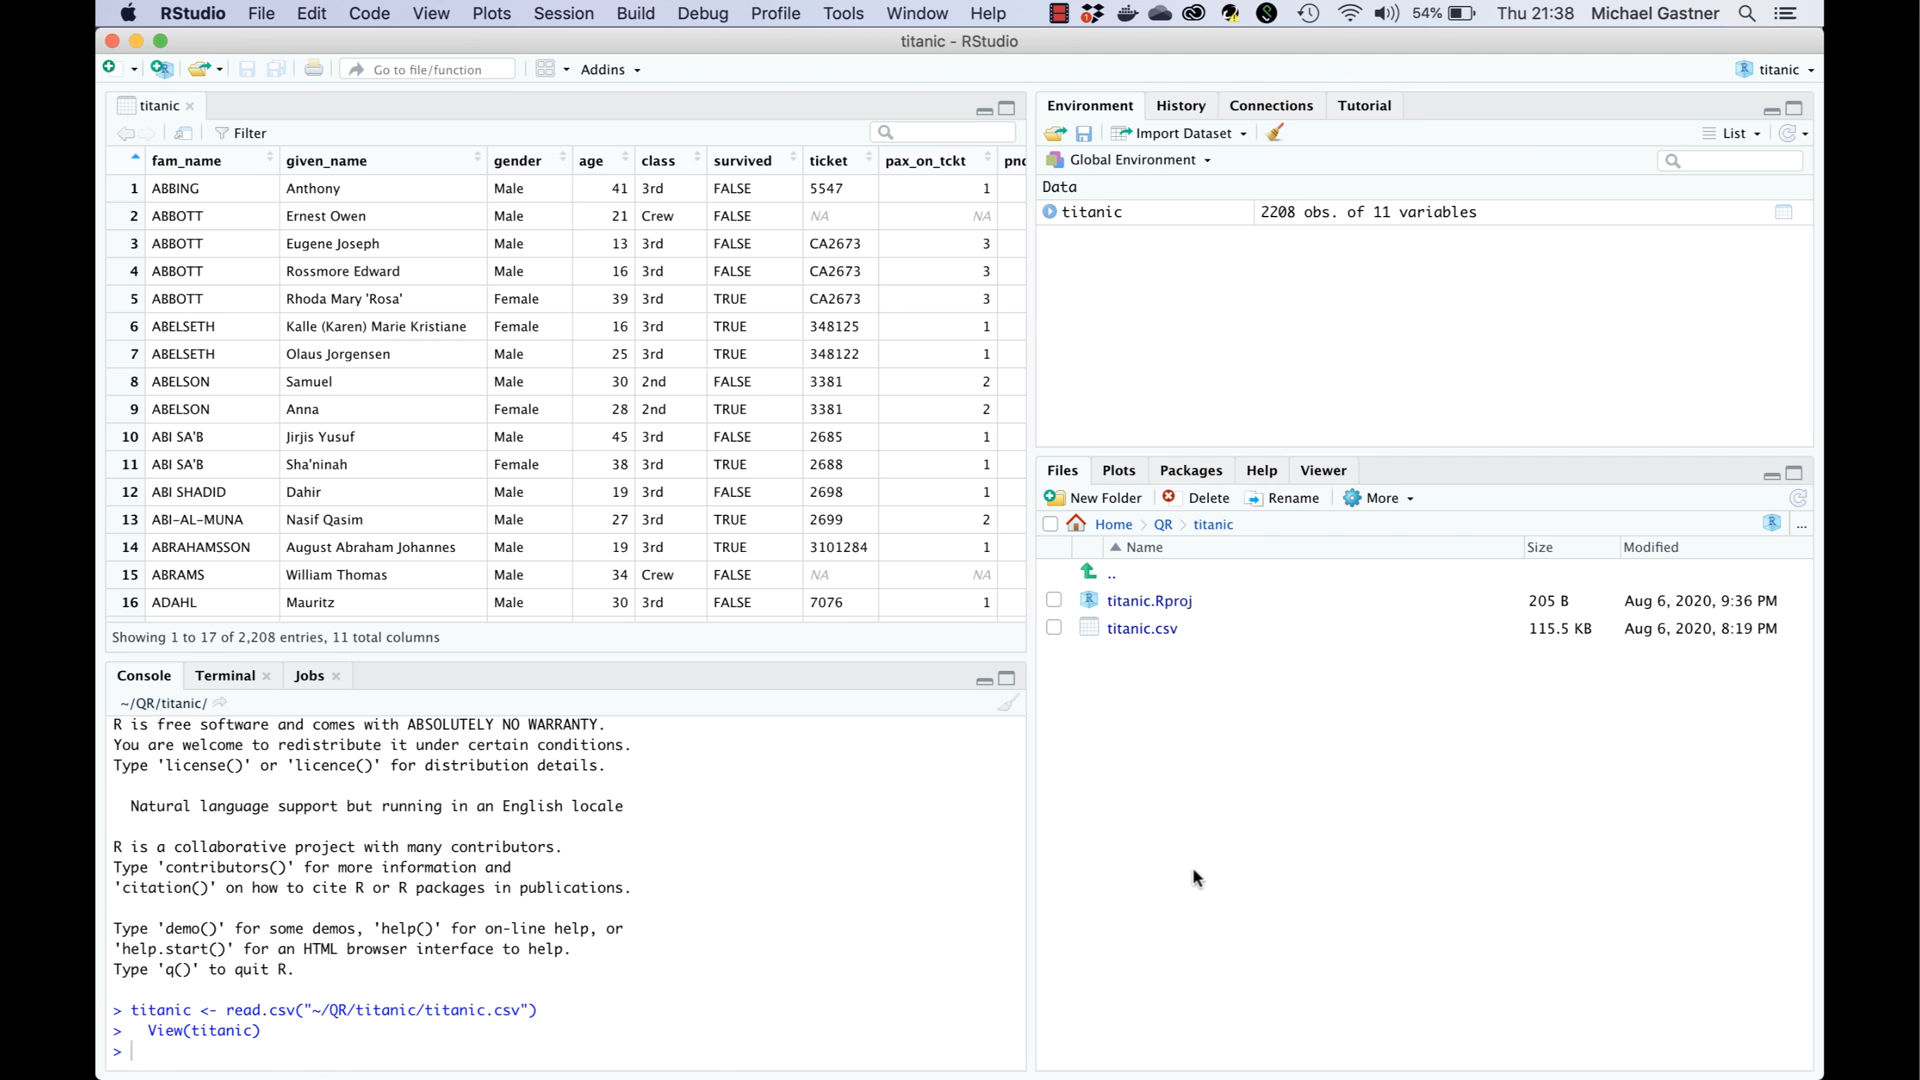 RStudio File Edit Code View Plots Session Build Debug Profile Tools Window Help 54% Thu 21:38 Michael Gastner
titanic - RStudio
Go to file/function Addins titanic
titanic
Filter
fam_name given_name gender age class survived ticket pax_on_tckt pnd
1 ABBING Anthony Male 41 3rd FALSE 5547 1
2 ABBOTT Ernest Owen Male 21 Crew FALSE NA NA
3 ABBOTT Eugene Joseph Male 13 3rd FALSE CA2673 3
4 ABBOTT Rossmore Edward Male 16 3rd FALSE CA2673 3
5 ABBOTT Rhoda Mary 'Rosa' Female 39 3rd TRUE CA2673 3
6 ABELSETH Kalle (Karen) Marie Kristiane Female 16 3rd TRUE 348125 1
7 ABELSETH Olaus Jorgensen Male 25 3rd TRUE 348122 1
8 ABELSON Samuel Male 30 2nd FALSE 3381 2
9 ABELSON Anna Female 28 2nd TRUE 3381 2
10 ABI SA'B Jirjis Yusuf Male 45 3rd FALSE 2685 1
11 ABI SA'B Sha'ninah Female 38 3rd TRUE 2688 1
12 ABI SHADID Dahir Male 19 3rd FALSE 2698 1
13 ABI-AL-MUNA Nasif Qasim Male 27 3rd TRUE 2699 2
14 ABRAHAMSSON August Abraham Johannes Male 19 3rd TRUE 3101284 1
15 ABRAMS William Thomas Male 34 Crew FALSE NA NA
16 ADAHL Mauritz Male 30 3rd FALSE 7076 1
Showing 1 to 17 of 2,208 entries, 11 total columns
Console Terminal Jobs
~/QR/titanic/
R is free software and comes with ABSOLUTELY NO WARRANTY.
You are welcome to redistribute it under certain conditions.
Type 'license()' or 'licence()' for distribution details.
Natural language support but running in an English locale
R is a collaborative project with many contributors.
Type 'contributors()' for more information and
'citation()' on how to cite R or R packages in publications.
Type 'demo()' for some demos, 'help()' for on-line help, or
'help.start()' for an HTML browser interface to help.
Type 'q()' to quit R.
> titanic <- read.csv("~/QR/titanic/titanic.csv")
> View(titanic)
>
Environment History Connections Tutorial
Import Dataset List
Global Environment
Data
titanic 2208 obs. of 11 variables
Files Plots Packages Help Viewer
New Folder Delete Rename More
Home QR titanic ...
Name Size Modified
..
titanic.Rproj 205 B Aug 6, 2020, 9:36 PM
titanic.csv 115.5 KB Aug 6, 2020, 8:19 PM